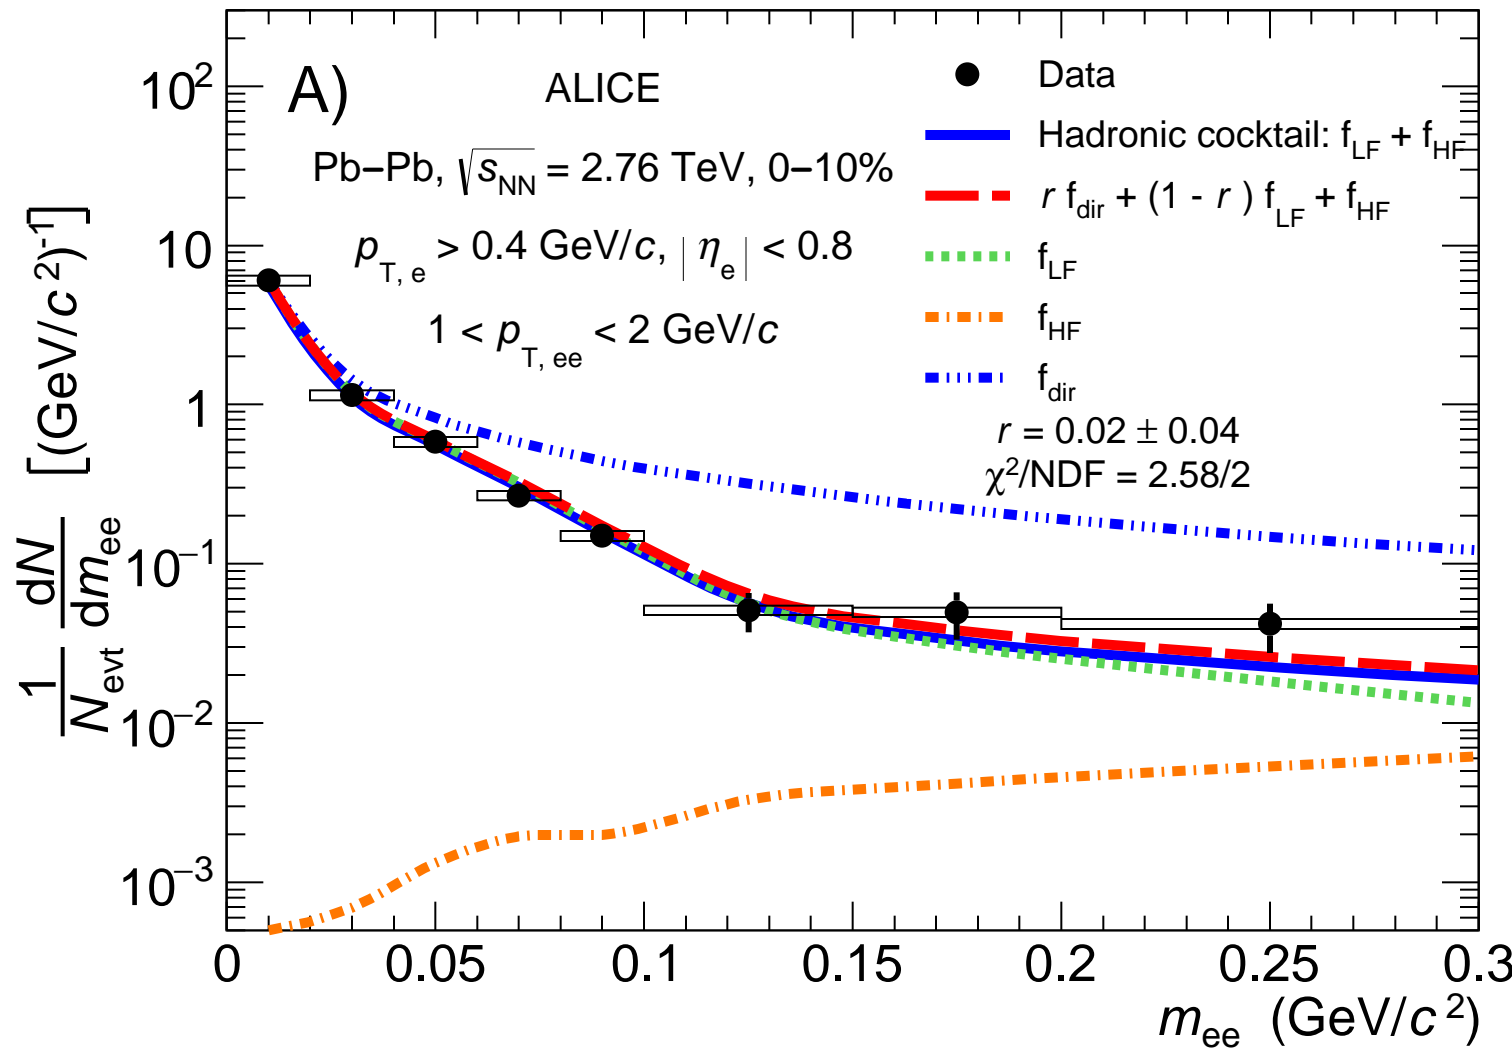 A)
ALICE
Pb–Pb, √sNN = 2.76 TeV, 0–10%
pT, e > 0.4 GeV/c, | ηe| < 0.8
1 < pT, ee < 2 GeV/c
Data
Hadronic cocktail: fLF + fHF
r fdir + (1 - r ) fLF + fHF
fLF
fHF
fdir
r = 0.02 ± 0.04
χ²/NDF = 2.58/2
1/Nevt dN/dmee [(GeV/c²)⁻¹]
10²
10
1
10⁻¹
10⁻²
10⁻³
0 0.05 0.1 0.15 0.2 0.25 0.3
mee (GeV/c²)